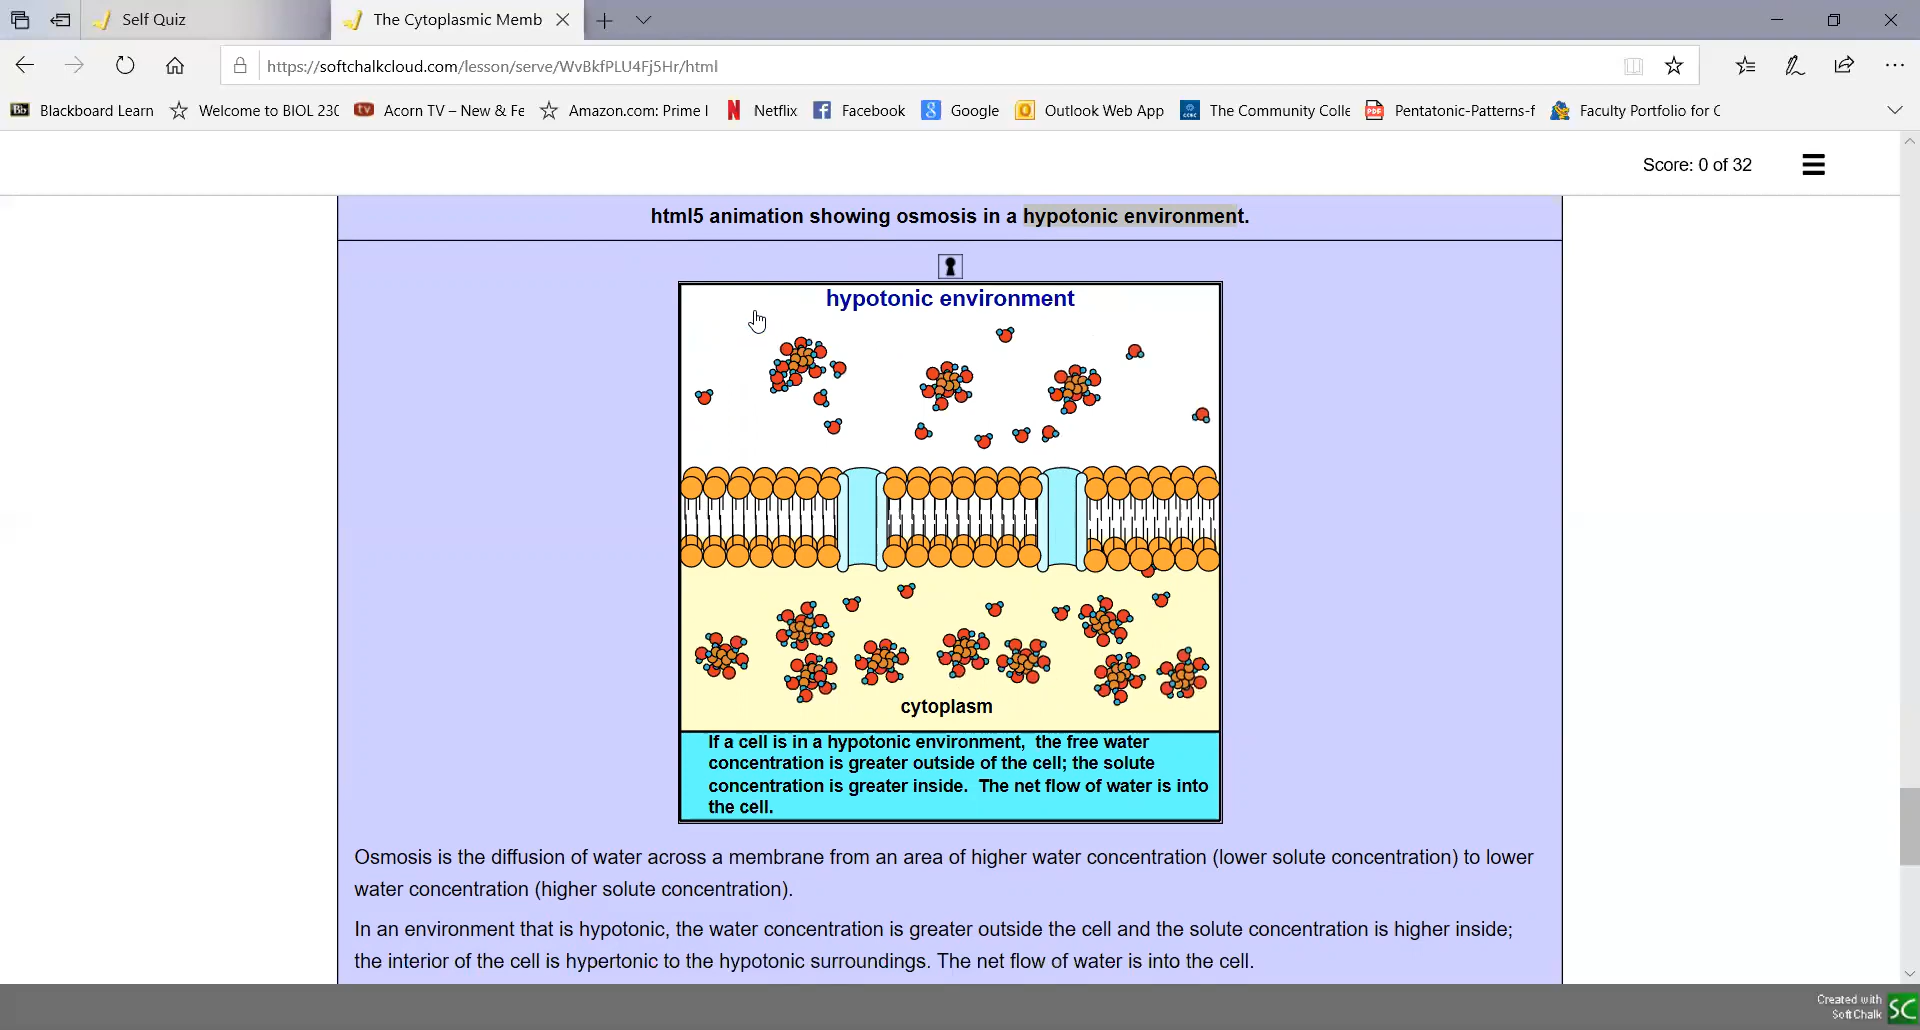 Self Quiz
The Cytoplasmic Memb
https://softchalkcloud.com/lesson/serve/WvBkfPLU4Fj5Hr/html
Bb Blackboard Learn
Welcome to BIOL 230
tv Acorn TV – New & Fe
Amazon.com: Prime I
N Netflix
f Facebook
8 Google
Outlook Web App
CCBC The Community Colle
PDF Pentatonic-Patterns-f
Faculty Portfolio for C
Score: 0 of 32
html5 animation showing osmosis in a hypotonic environment.
hypotonic environment
cytoplasm
If a cell is in a hypotonic environment, the free water
concentration is greater outside of the cell; the solute
concentration is greater inside. The net flow of water is into
the cell.
Osmosis is the diffusion of water across a membrane from an area of higher water concentration (lower solute concentration) to lower
water concentration (higher solute concentration).
In an environment that is hypotonic, the water concentration is greater outside the cell and the solute concentration is higher inside;
the interior of the cell is hypertonic to the hypotonic surroundings. The net flow of water is into the cell.
Created with
SoftChalk
SC